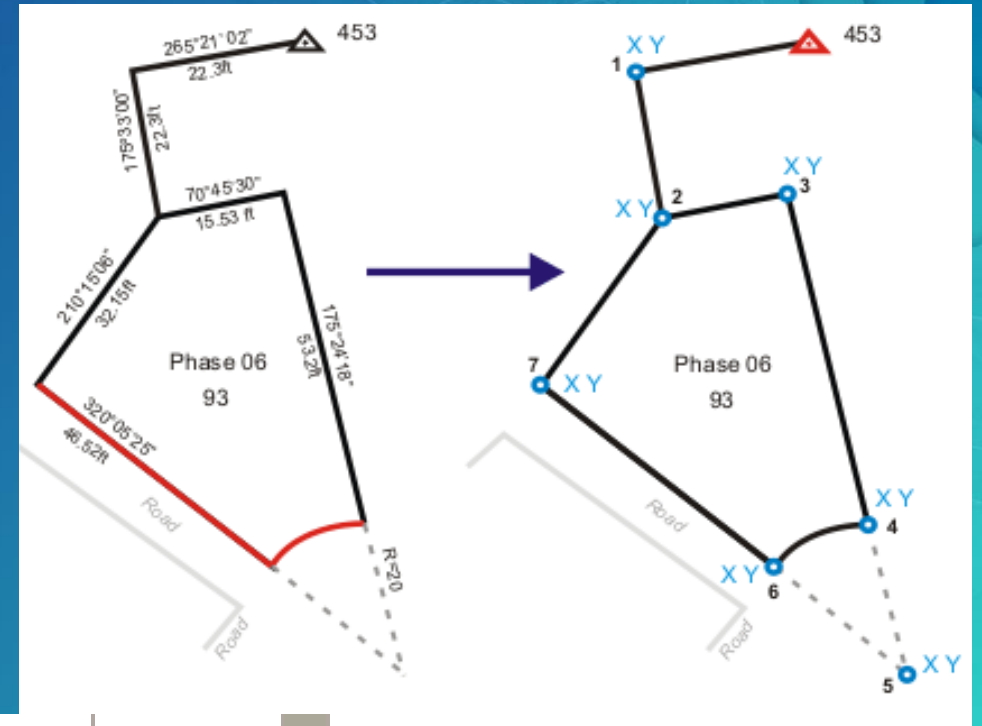 453
265°21'02"
22.3ft
175°33'00"
22.3ft
70°45'30"
15.53 ft
210°15'06"
32.15ft
175°24'18"
53.2ft
Phase 06
93
320°05'25"
46.52ft
Road
Road
R=20
453
X Y
1
X Y
2
X Y
3
Phase 06
93
7
X Y
X Y
4
X Y
6
X Y
5
Road
Road